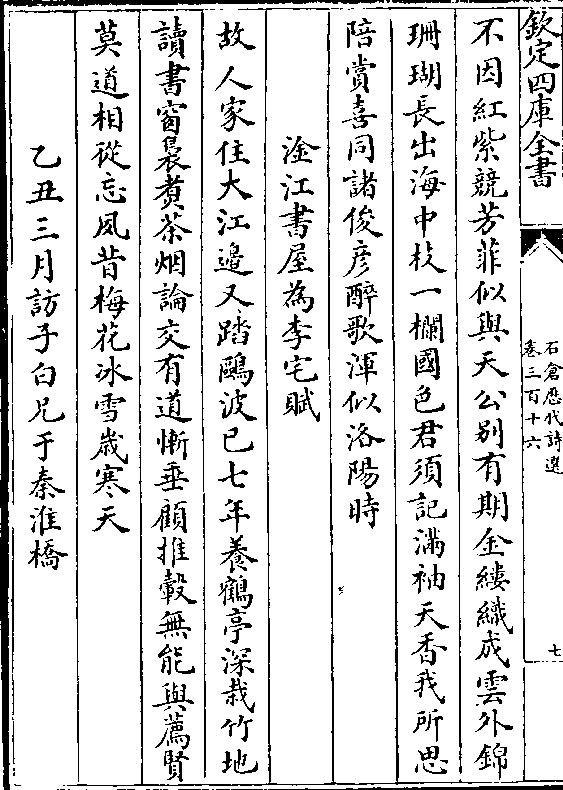 欽定四庫全書
石倉歷代詩選
卷三百十六
七
不因紅紫競芳菲似與天公别有期金縷織成雲外錦
珊瑚長出海中枝一欄國色君須記滿袖天香我所思
陪賞喜同諸俊彦醉歌渾似洛陽時
淦江書屋為李宅賦
故人家住大江邉又踏鷗波已七年養鶴亭深栽竹地
讀書窗裊煑茶烟論交有道慚垂顧推轂無能與薦賢
莫道相從忘夙昔梅花冰雪歲寒天
乙丑三月訪子白兄于秦淮橋